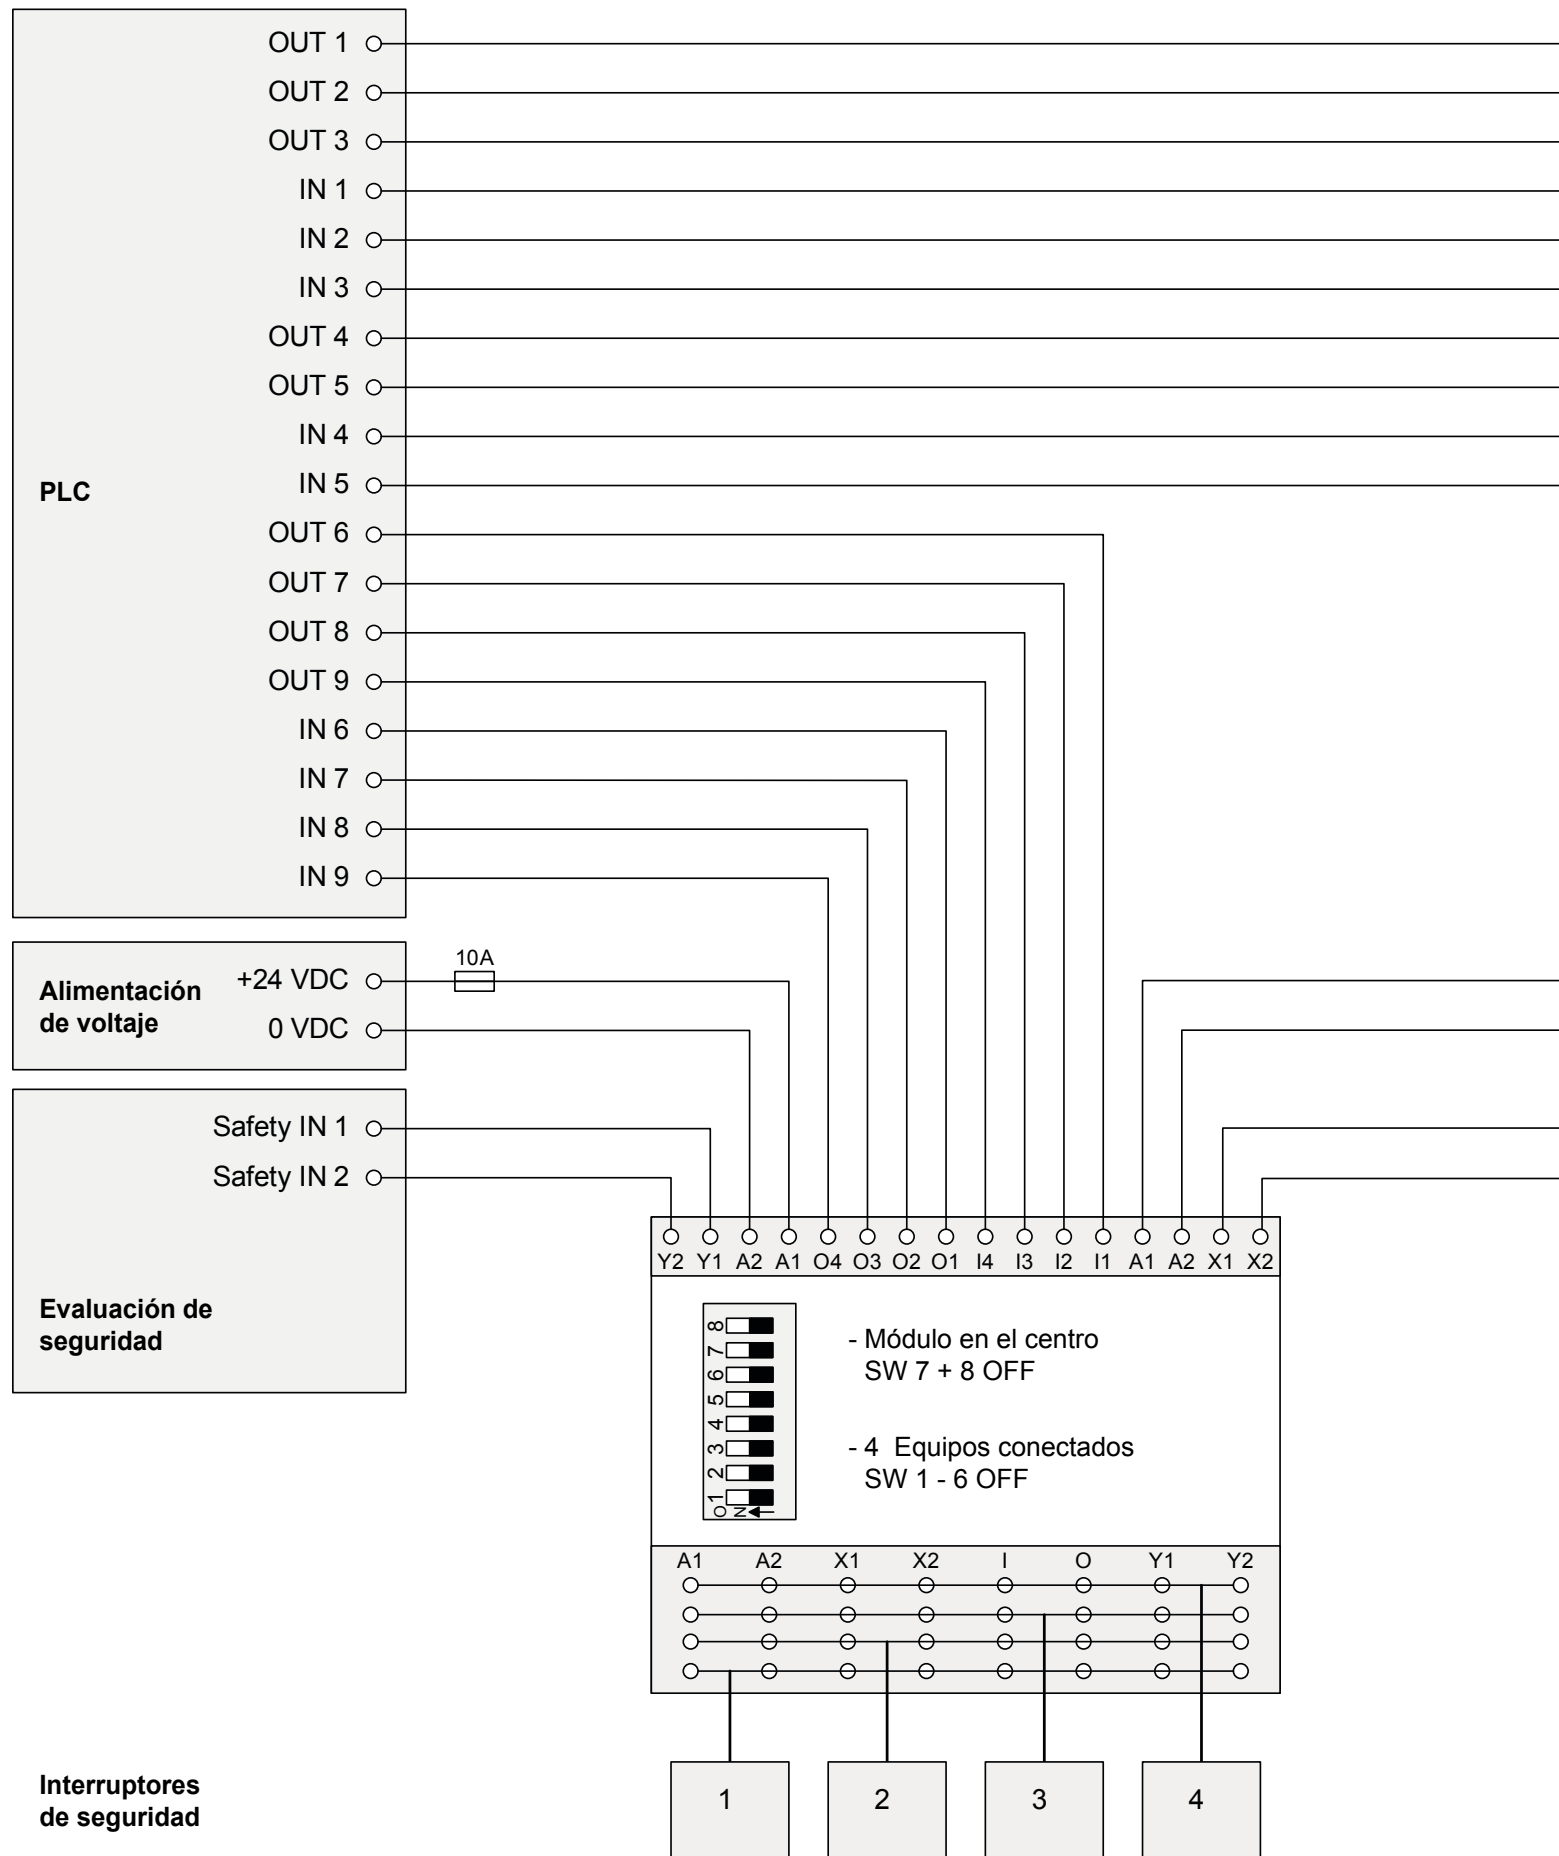 OUT 1
OUT 2
OUT 3
IN 1
IN 2
IN 3
OUT 4
OUT 5
IN 4
PLC
IN 5
OUT 6
OUT 7
OUT 8
OUT 9
IN 6
IN 7
IN 8
IN 9
10A
Alimentación
de voltaje
+24 VDC
0 VDC
Safety IN 1
Safety IN 2
Evaluación de
seguridad
Y2 Y1 A2 A1 O4 O3 O2 O1 I4 I3 I2 I1 A1 A2 X1 X2
8
7
6
5
4
3
2
1
ON
- Módulo en el centro
SW 7 + 8 OFF
- 4 Equipos conectados
SW 1 - 6 OFF
A1 A2 X1 X2 I O Y1 Y2
Interruptores
de seguridad
1 2 3 4